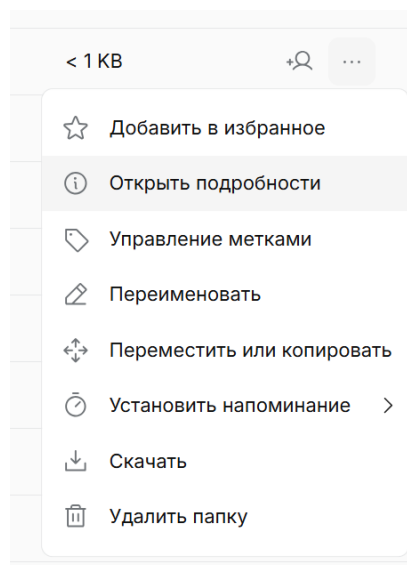 < 1 KB
...
Добавить в избранное
Открыть подробности
Управление метками
Переименовать
Переместить или копировать
Установить напоминание
Скачать
Удалить папку